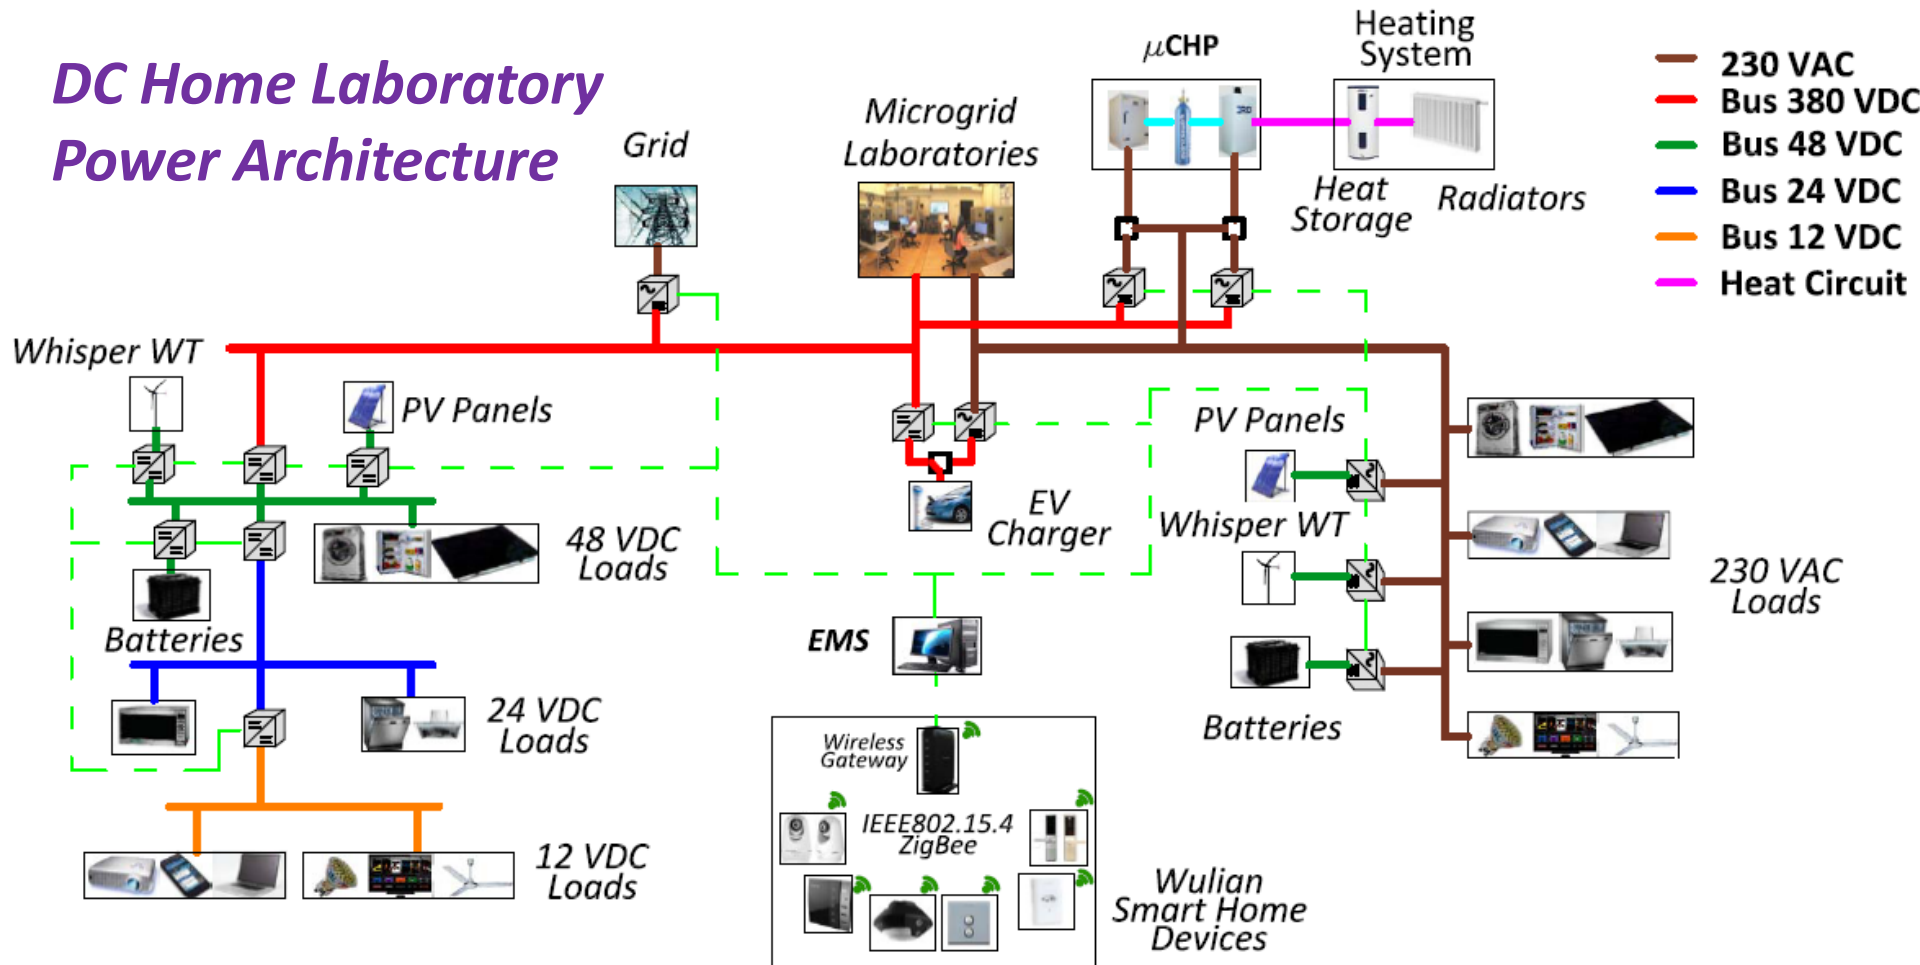 DC Home Laboratory
Power Architecture
Grid
Microgrid
Laboratories
μCHP
Heating
System
Heat
Storage
Radiators
230 VAC
Bus 380 VDC
Bus 48 VDC
Bus 24 VDC
Bus 12 VDC
Heat Circuit
Whisper WT
PV Panels
48 VDC
Loads
Batteries
24 VDC
Loads
12 VDC
Loads
EV
Charger
EMS
PV Panels
Whisper WT
Batteries
230 VAC
Loads
Wireless
Gateway
IEEE802.15.4
ZigBee
Wulian
Smart Home
Devices